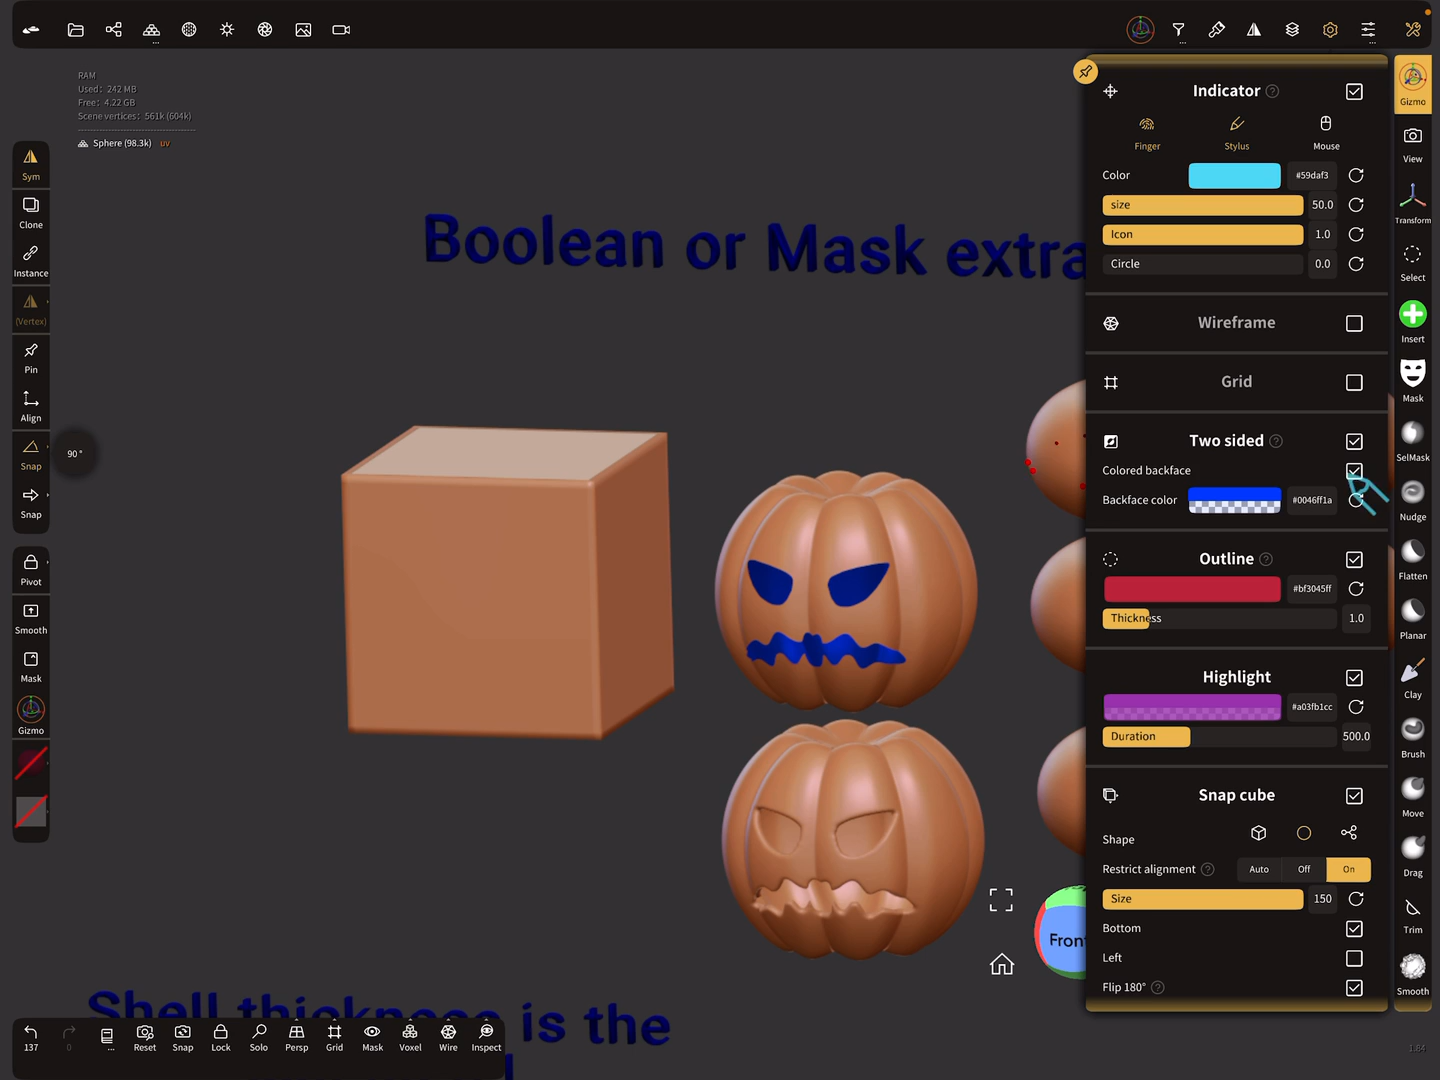 RAM
Used: 242 MB
Free: 4.22 GB
Scene vertices: 561k (604k)
Sphere (98.3k) uv
Sym
Clone
Instance
(Vertex)
Pin
Align
Snap
90 °
Snap
Pivot
Smooth
Mask
Gizmo
Boolean or Mask extra
Shell thickness is the
Front
Indicator
Finger
Stylus
Mouse
Color #59daf3
size 50.0
Icon 1.0
Circle 0.0
Wireframe
Grid
Two sided
Colored backface
Backface color #0046ff1a
Outline
#bf3045ff
Thickness 1.0
Highlight
#a03fb1cc
Duration 500.0
Snap cube
Shape
Restrict alignment Auto Off On
Size 150
Bottom
Left
Flip 180°
Gizmo
View
Transform
Select
Insert
Mask
SelMask
Nudge
Flatten
Planar
Clay
Brush
Move
Drag
Trim
Smooth
137
0
...
Reset
Snap
Lock
Solo
Persp
Grid
Mask
Voxel
Wire
Inspect
1.84